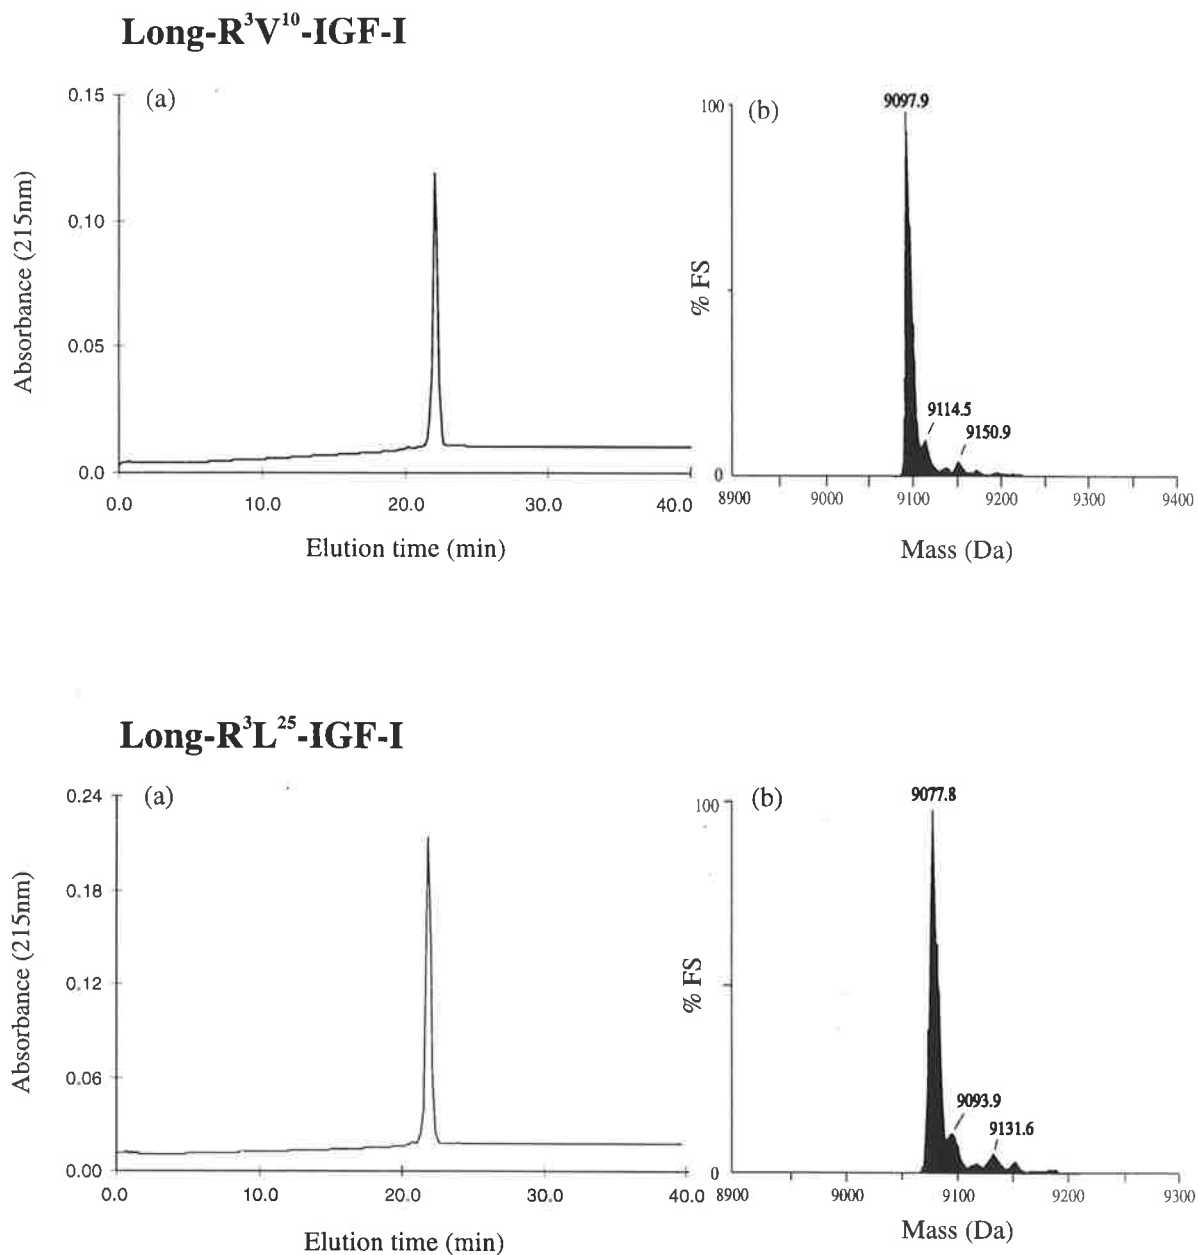 Long-R³V¹⁰-IGF-I
(a)
0.15
0.10
0.05
0.0
Absorbance (215nm)
0.0 10.0 20.0 30.0 40.0
Elution time (min)
(b)
100
0
% FS
9097.9
9114.5
9150.9
8900 9000 9100 9200 9300 9400
Mass (Da)
Long-R³L²⁵-IGF-I
(a)
0.24
0.18
0.12
0.06
0.00
Absorbance (215nm)
0.0 10.0 20.0 30.0 40.0
Elution time (min)
(b)
100
0
% FS
9077.8
9093.9
9131.6
8900 9000 9100 9200 9300
Mass (Da)